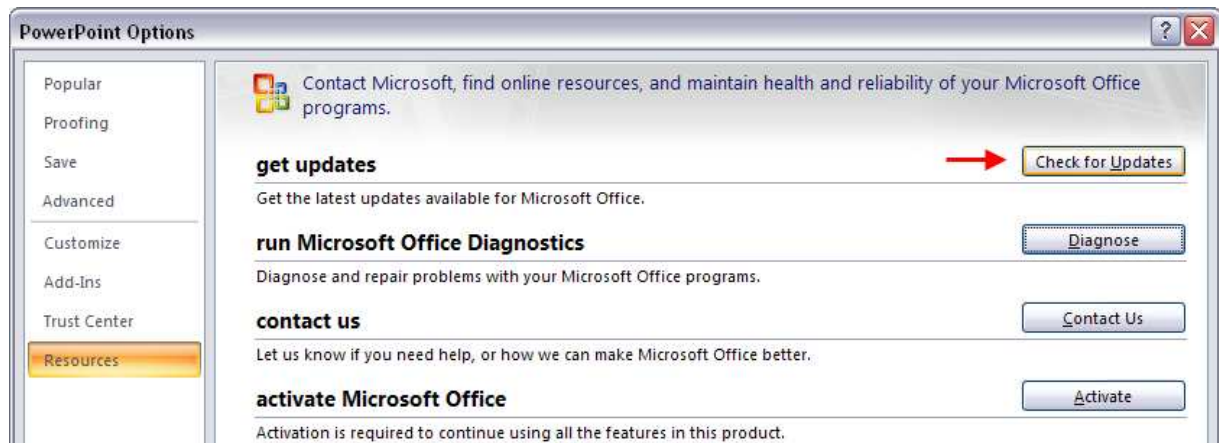 PowerPoint Options
?
Popular
Proofing
Save
Advanced
Customize
Add-Ins
Trust Center
Resources
Contact Microsoft, find online resources, and maintain health and reliability of your Microsoft Office
programs.
get updates
Check for Updates
Get the latest updates available for Microsoft Office.
run Microsoft Office Diagnostics
Diagnose
Diagnose and repair problems with your Microsoft Office programs.
contact us
Contact Us
Let us know if you need help, or how we can make Microsoft Office better.
activate Microsoft Office
Activate
Activation is required to continue using all the features in this product.